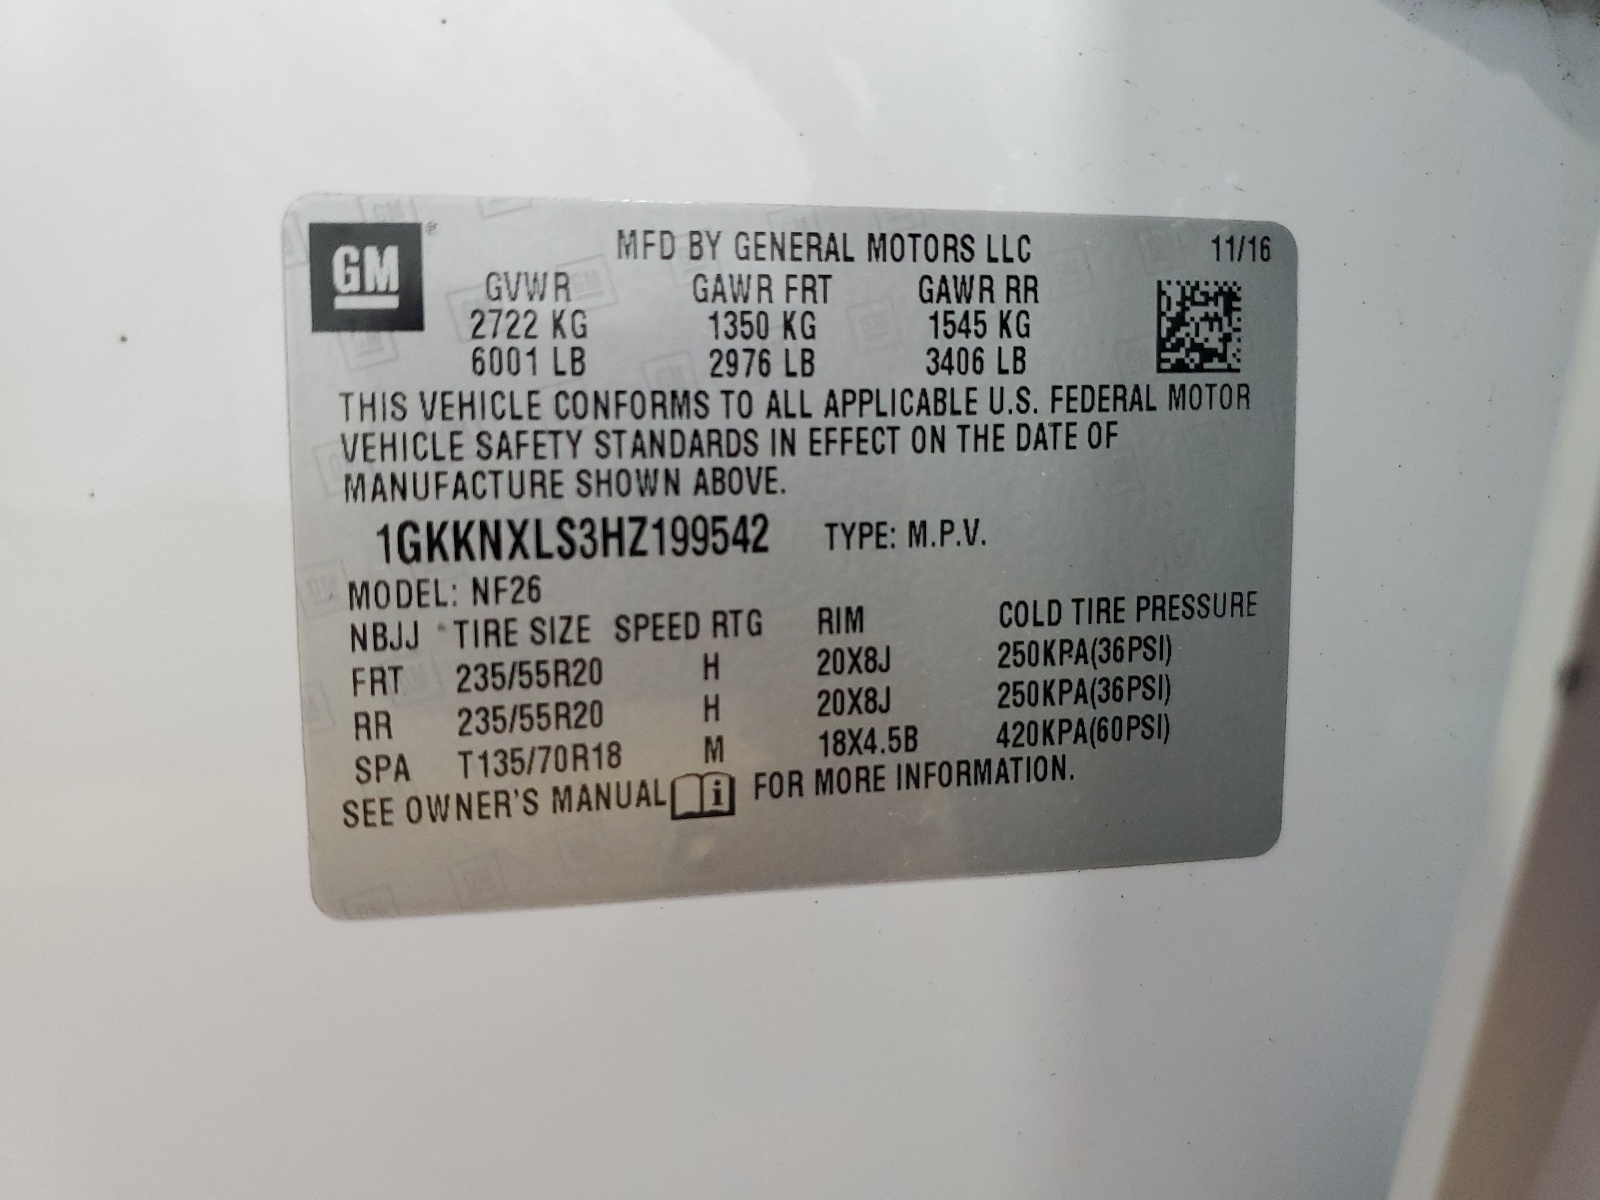 GM ®
MFD BY GENERAL MOTORS LLC 11/16
GVWR GAWR FRT GAWR RR
2722 KG 1350 KG 1545 KG
6001 LB 2976 LB 3406 LB
THIS VEHICLE CONFORMS TO ALL APPLICABLE U.S. FEDERAL MOTOR
VEHICLE SAFETY STANDARDS IN EFFECT ON THE DATE OF
MANUFACTURE SHOWN ABOVE.
1GKKNXLS3HZ199542 TYPE: M.P.V.
MODEL: NF26
NBJJ TIRE SIZE SPEED RTG RIM COLD TIRE PRESSURE
FRT 235/55R20 H 20X8J 250KPA(36PSI)
RR 235/55R20 H 20X8J 250KPA(36PSI)
SPA T135/70R18 M 18X4.5B 420KPA(60PSI)
SEE OWNER'S MANUAL i FOR MORE INFORMATION.